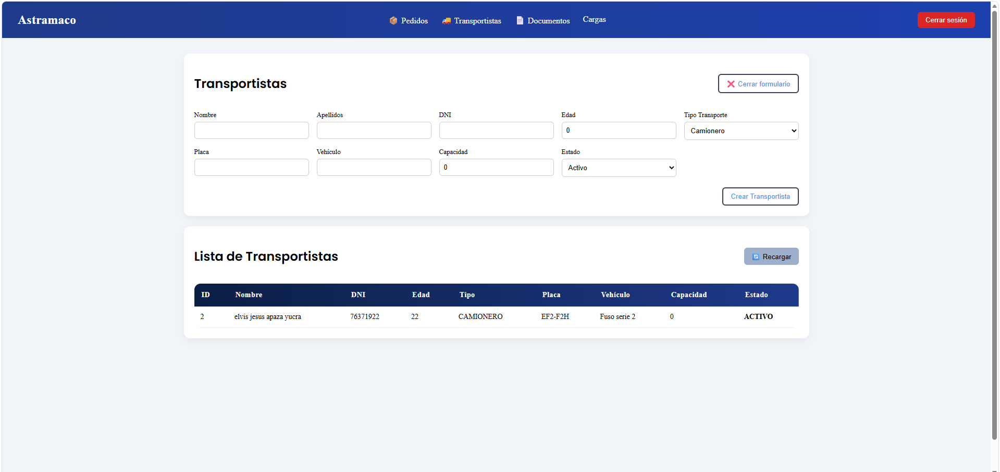 Astramaco
Pedidos Transportistas Documentos Cargas
Cerrar sesión
Transportistas
Cerrar formulario
Nombre Apellidos DNI Edad Tipo Transporte
0 Camionero
Placa Vehículo Capacidad Estado
0 Activo
Crear Transportista
Lista de Transportistas
Recargar
ID Nombre DNI Edad Tipo Placa Vehículo Capacidad Estado
2 elvis jesus apaza yucra 76371922 22 CAMIONERO EF2-F2H Fuso serie 2 0 ACTIVO